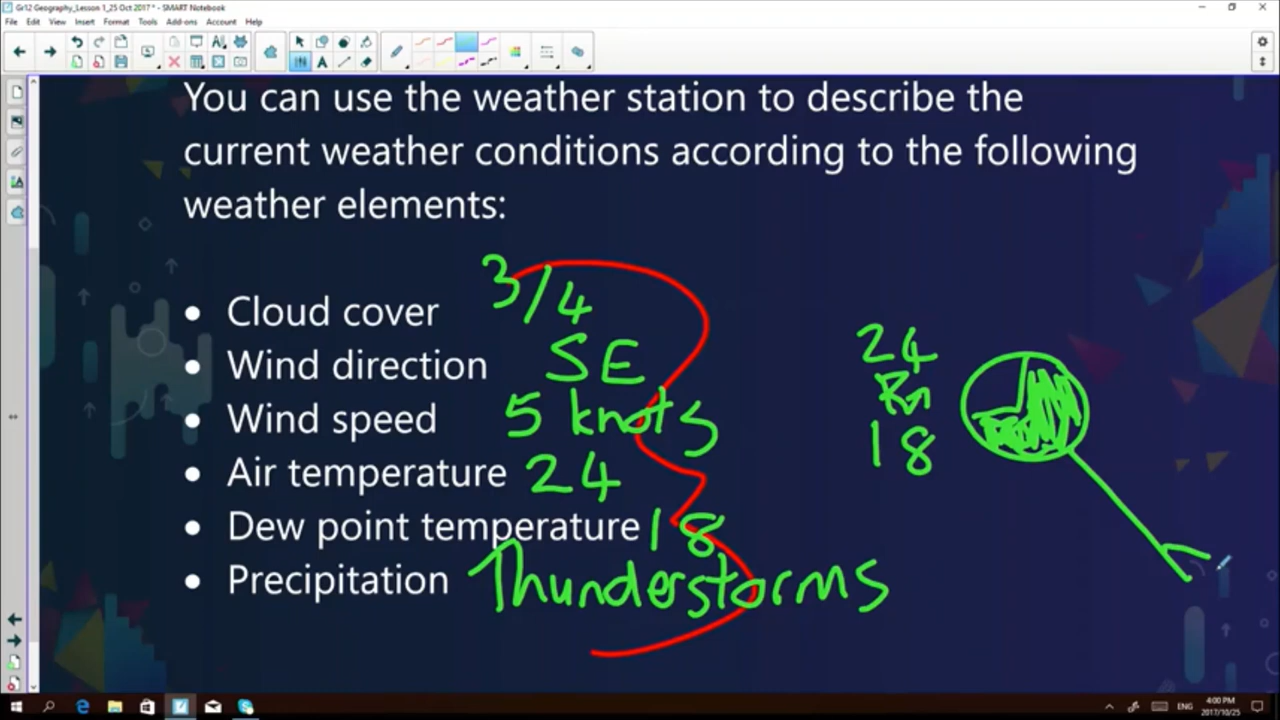 Gr12 Geography_Lesson 1_25 Oct 2017 * - SMART Notebook
File Edit View Insert Format Tools Add-ons Account Help
You can use the weather station to describe the
current weather conditions according to the following
weather elements:
• Cloud cover 3/4
• Wind direction SE
• Wind speed 5 knots
• Air temperature 24
• Dew point temperature 18
• Precipitation Thunderstorms
24
18
ENG
4:00 PM
2017/10/25